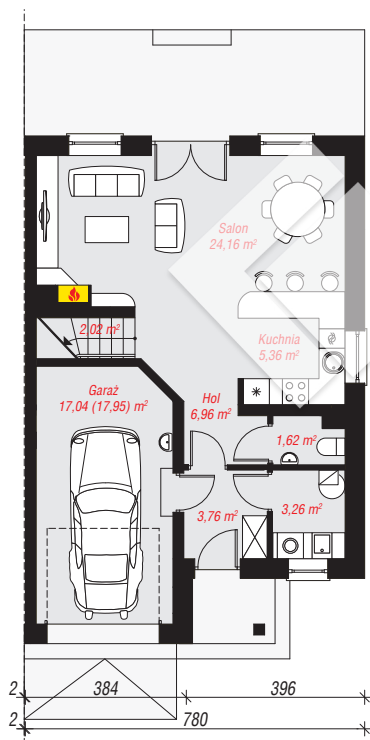 Salon
24,16 m²
2,02 m²
Kuchnia
5,36 m²
Garaż
17,04 (17,95) m²
Hol
6,96 m²
1,62 m²
3,76 m²
3,26 m²
2 384 396
2 780